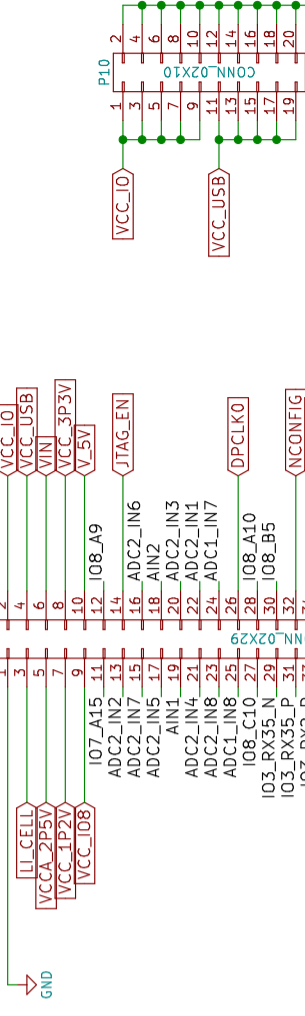 P10
CONN_02X10
2
4
6
8
10
12
14
16
18
20
1
3
5
7
9
11
13
15
17
19
VCC_IO
VCC_USB
VCC_IO
VCC_USB
VIN
VCC_3P3V
V_5V
JTAG_EN
DPCLK0
NCONFIG
4
6
8
10
12 IO8_A9
14
16 ADC2_IN6
18 AIN2
20 ADC2_IN3
22 ADC2_IN1
24 ADC1_IN7
26
28 IO8_A10
30 IO8_B5
32
NN_02X29
1
3
5
7
9
11 IO7_A15
13 ADC2_IN2
15 ADC2_IN7
17 ADC2_IN5
19 AIN1
21 ADC2_IN4
23 ADC2_IN8
25 ADC1_IN8
27 IO8_C10
29 IO3_RX35_N
31 IO3_RX35_P
LI_CELL
VCCA_2P5V
VCC_1P2V
VCC_IO8
GND